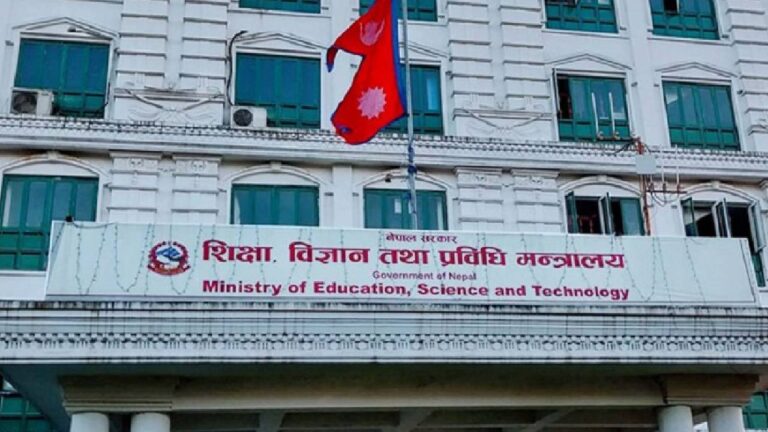 नेपाल सरकार
शिक्षा, विज्ञान तथा प्रविधि मन्त्रालय
Government of Nepal
Ministry of Education, Science and Technology